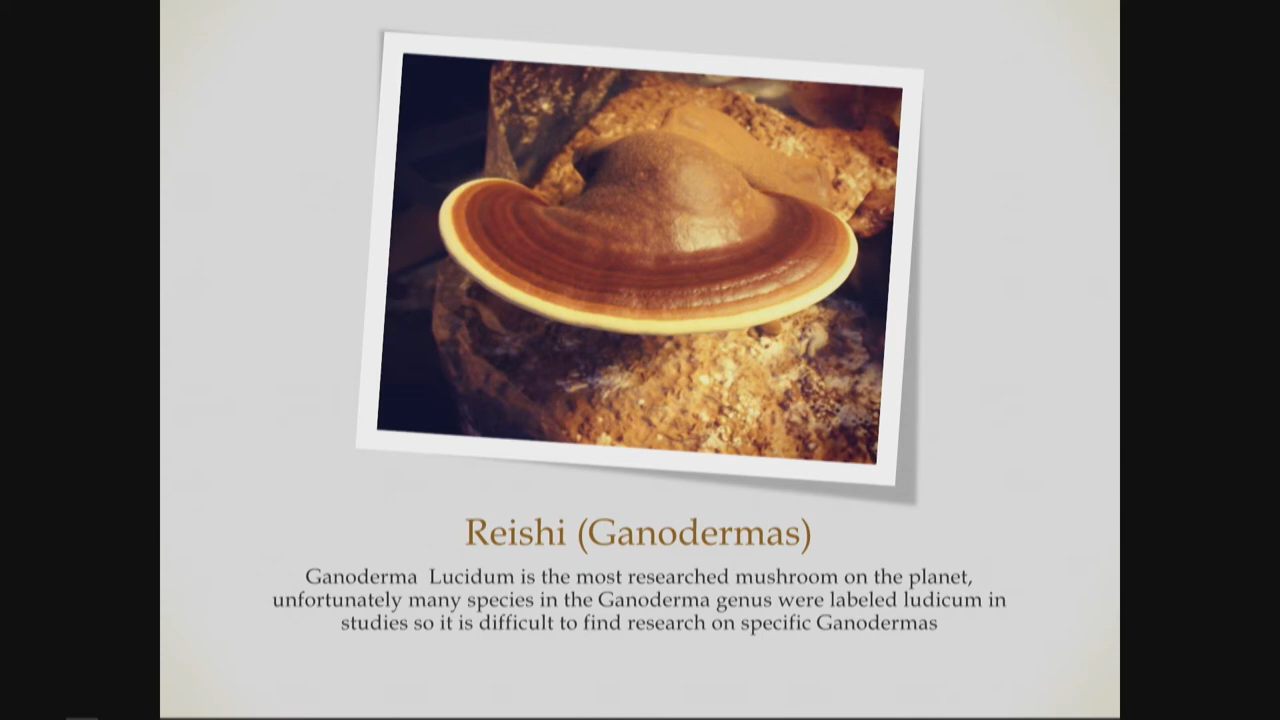 Reishi (Ganodermas)
Ganoderma Lucidum is the most researched mushroom on the planet,
unfortunately many species in the Ganoderma genus were labeled ludicum in
studies so it is difficult to find research on specific Ganodermas